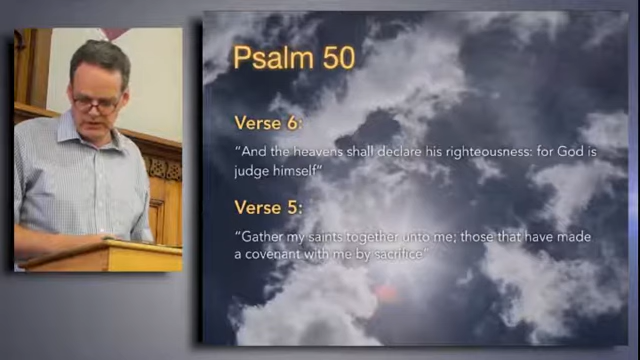 Psalm 50
Verse 6:
“And the heavens shall declare his righteousness: for God is
judge himself”
Verse 5:
“Gather my saints together unto me; those that have made
a covenant with me by sacrifice”